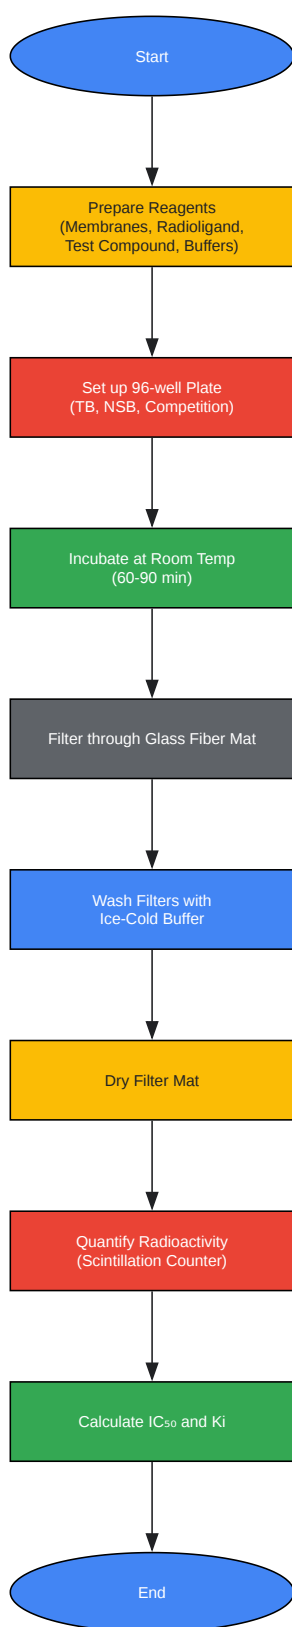 Start
Prepare Reagents
(Membranes, Radioligand,
Test Compound, Buffers)
Set up 96-well Plate
(TB, NSB, Competition)
Incubate at Room Temp
(60-90 min)
Filter through Glass Fiber Mat
Wash Filters with
Ice-Cold Buffer
Dry Filter Mat
Quantify Radioactivity
(Scintillation Counter)
Calculate IC₅₀ and Ki
End